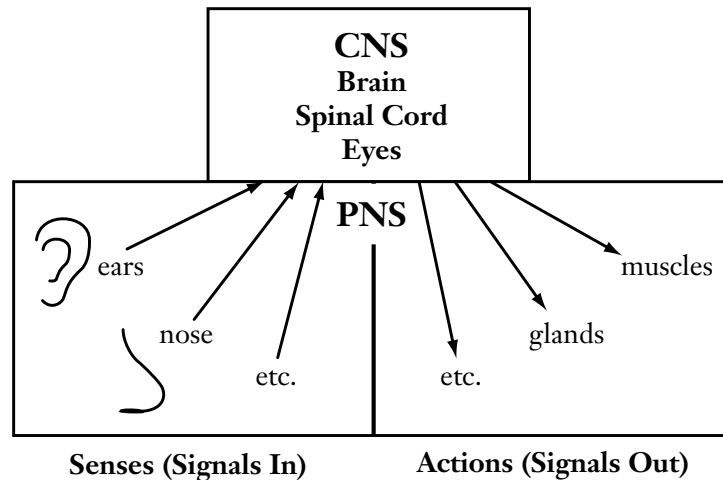 CNS
Brain
Spinal Cord
Eyes
PNS
ears
muscles
nose
glands
etc.
etc.
Senses (Signals In)
Actions (Signals Out)